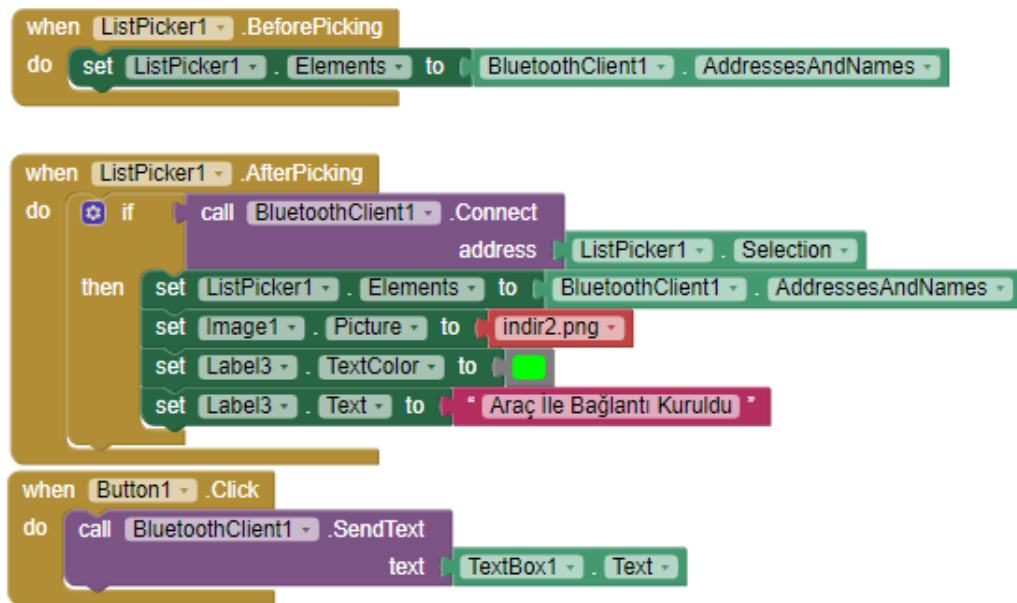 when ListPicker1 .BeforePicking
do set ListPicker1 . Elements to BluetoothClient1 . AddressesAndNames
when ListPicker1 .AfterPicking
do if call BluetoothClient1 .Connect
address ListPicker1 . Selection
then set ListPicker1 . Elements to BluetoothClient1 . AddressesAndNames
set Image1 . Picture to indir2.png
set Label3 . TextColor to
set Label3 . Text to “ Araç İle Bağlantı Kuruldu ”
when Button1 .Click
do call BluetoothClient1 .SendText
text TextBox1 . Text